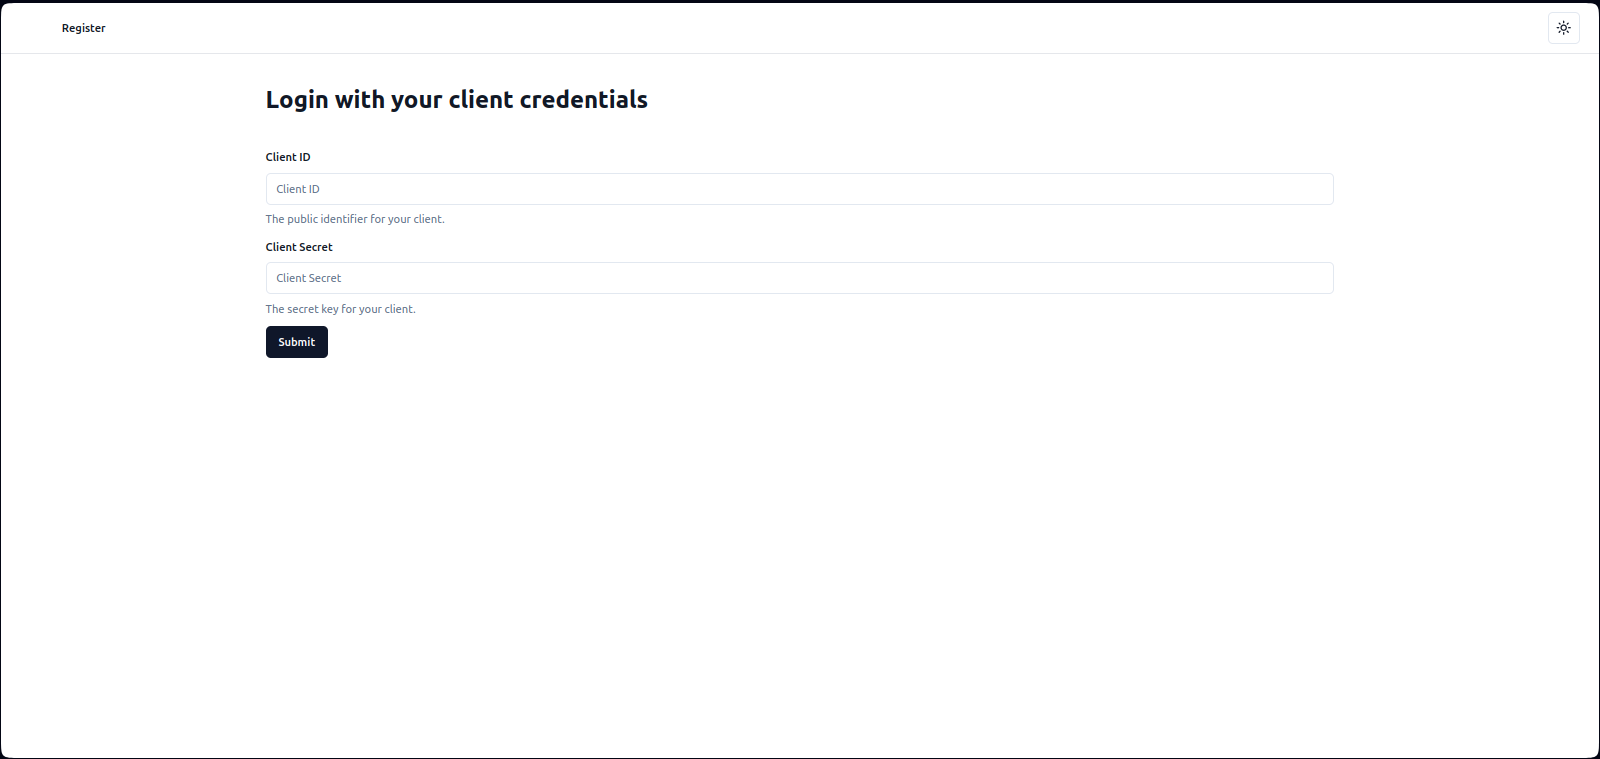 Register
Login with your client credentials
Client ID
Client ID
The public identifier for your client.
Client Secret
Client Secret
The secret key for your client.
Submit